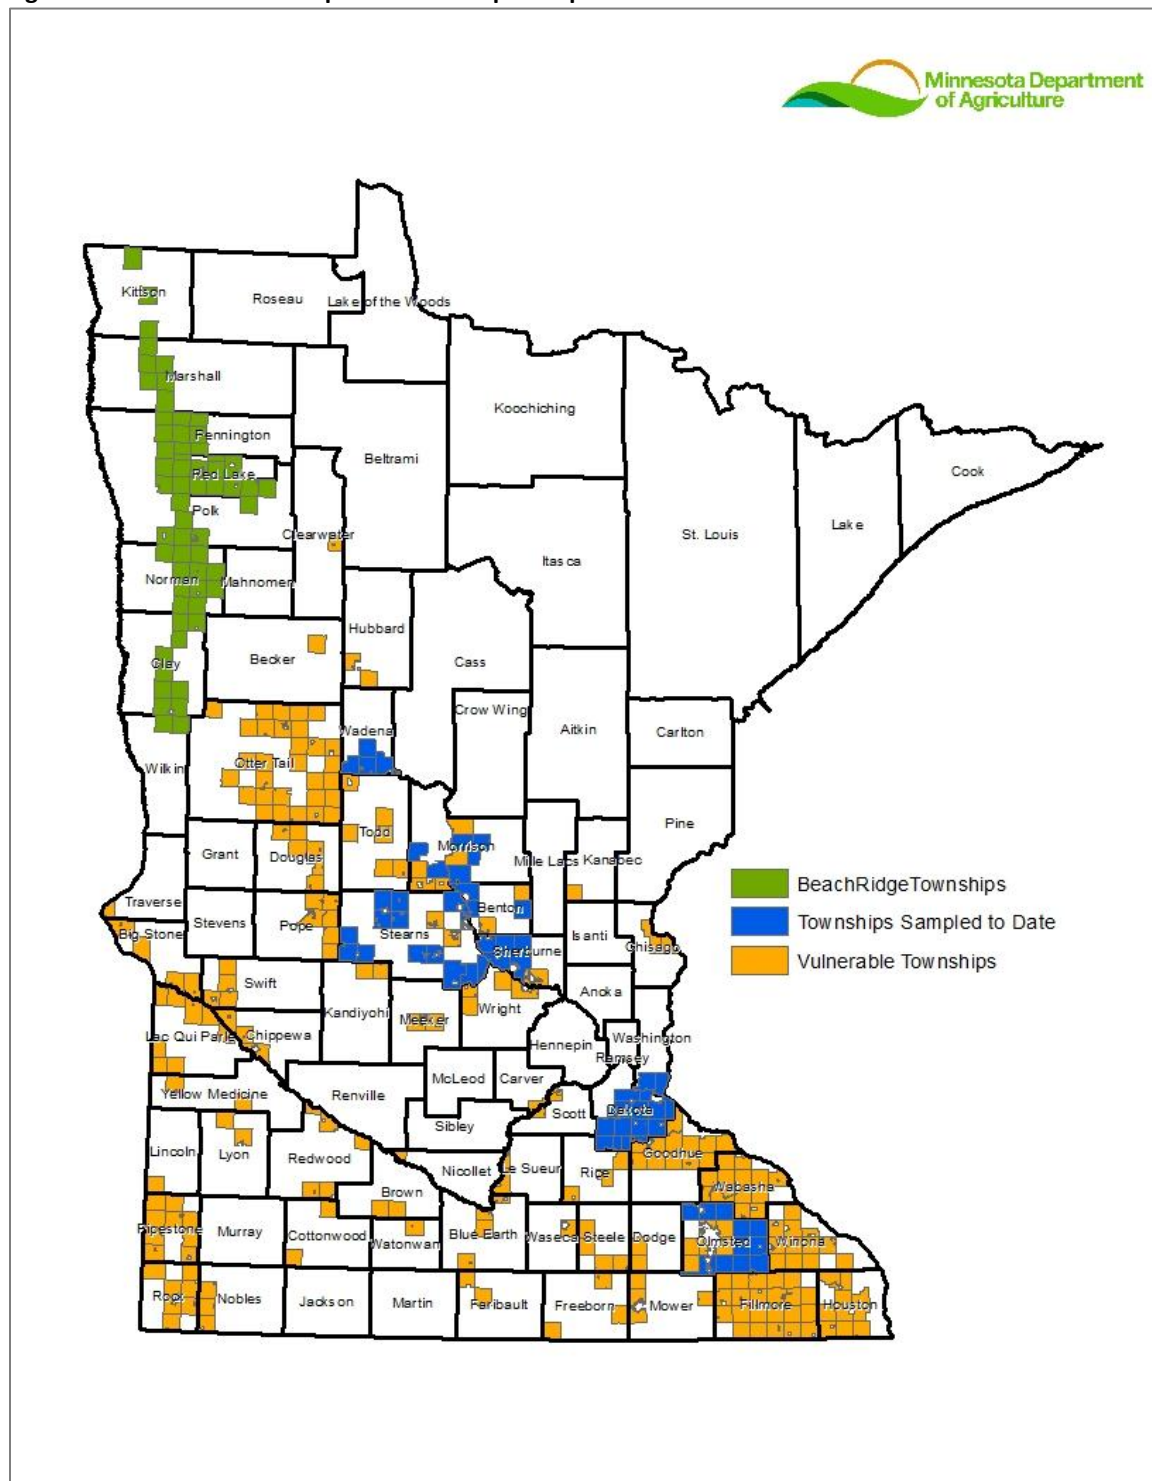 Minnesota Department
of Agriculture
Kittson
Roseau
Lake of the Woods
Marshall
Koochiching
Pennington
Beltrami
Red Lake
Cook
Polk
Clearwater
St. Louis
Lake
Itasca
Norman
Mahnomen
Hubbard
Clay
Becker
Cass
Crow Wing
Wadena
Aitkin
Carlton
Otter Tail
Wilkin
Pine
Todd
Morrison
Grant
Douglas
Mille Lacs
Kanabec
BeachRidgeTownships
Traverse
Stevens
Pope
Benton
Townships Sampled to Date
Big Stone
Stearns
Isanti
Chisago
Sherburne
Vulnerable Townships
Swift
Anoka
Kandiyohi
Meeker
Wright
Lac Qui Parle
Chippewa
Hennepin
Washington
Ramsey
McLeod
Carver
Yellow Medicine
Renville
Scott
Dakota
Sibley
Lincoln
Lyon
Redwood
Goodhue
Nicollet
Le Sueur
Rice
Brown
Wabasha
Pipestone
Murray
Cottonwood
Watonwan
Blue Earth
Waseca
Steele
Dodge
Olmsted
Winona
Rock
Nobles
Jackson
Martin
Faribault
Freeborn
Mower
Fillmore
Houston